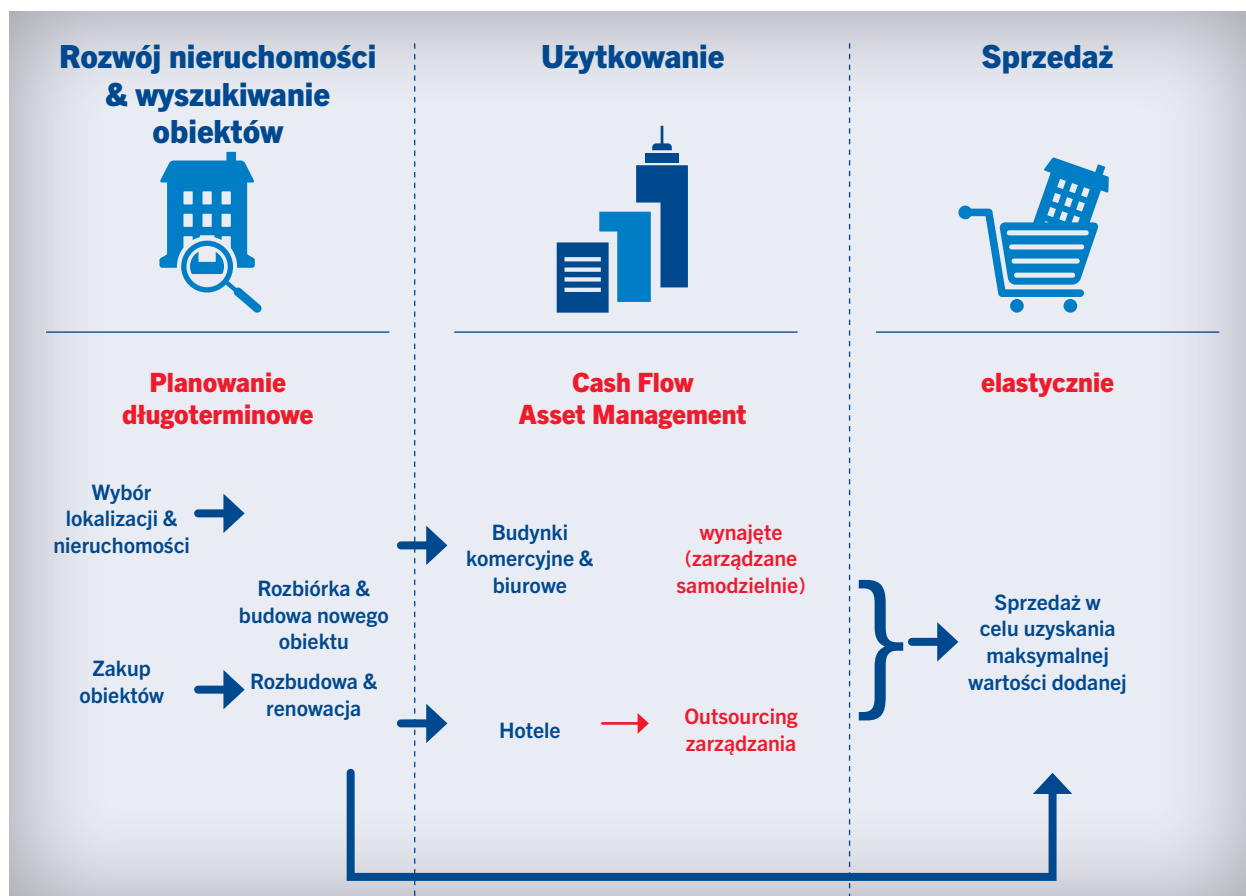 Rozwój nieruchomości
& wyszukiwanie
obiektów
Planowanie
długoterminowe
Wybór
lokalizacji &
nieruchomości
Rozbiórka &
budowa nowego
obiektu
Zakup
obiektów
Rozbudowa &
renowacja
Użytkowanie
Cash Flow
Asset Management
Budynki
komercyjne &
biurowe
wynajęte
(zarządzane
samodzielnie)
Hotele
Outsourcing
zarządzania
Sprzedaż
elastycznie
Sprzedaż w
celu uzyskania
maksymalnej
wartości dodanej